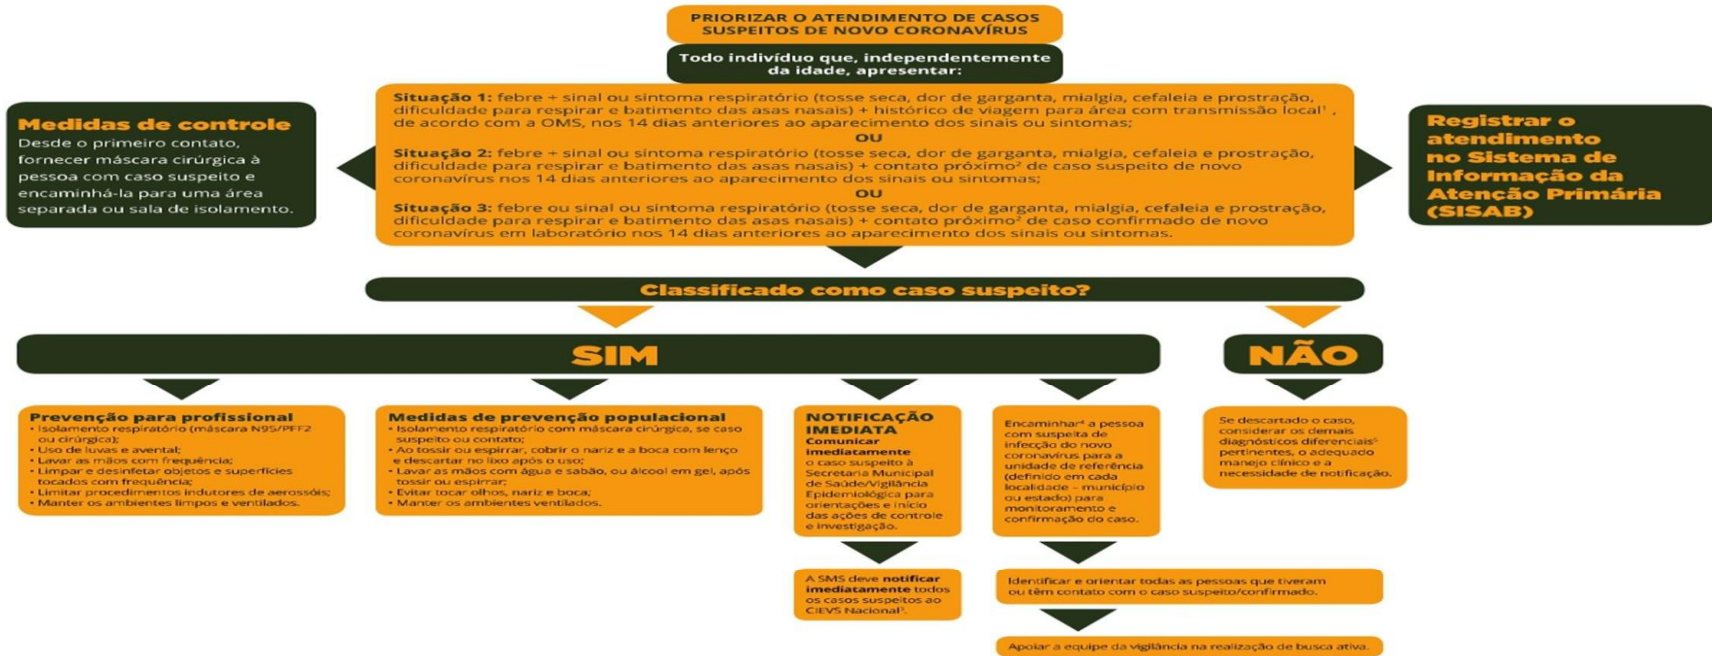 PRIORIZAR O ATENDIMENTO DE CASOS
SUSPEITOS DE NOVO CORONAVÍRUS
Todo indivíduo que, independentemente
da idade, apresentar:
Situação 1: febre + sinal ou sintoma respiratório (tosse seca, dor de garganta, mialgia, cefaleia e prostração,
dificuldade para respirar e batimento das asas nasais) + histórico de viagem para área com transmissão local¹ ,
de acordo com a OMS, nos 14 dias anteriores ao aparecimento dos sinais ou sintomas;
OU
Situação 2: febre + sinal ou sintoma respiratório (tosse seca, dor de garganta, mialgia, cefaleia e prostração,
dificuldade para respirar e batimento das asas nasais) + contato próximo² de caso suspeito de novo
coronavírus nos 14 dias anteriores ao aparecimento dos sinais ou sintomas;
OU
Situação 3: febre ou sinal ou sintoma respiratório (tosse seca, dor de garganta, mialgia, cefaleia e prostração,
dificuldade para respirar e batimento das asas nasais) + contato próximo² de caso confirmado de novo
coronavírus em laboratório nos 14 dias anteriores ao aparecimento dos sinais ou sintomas.
Medidas de controle
Desde o primeiro contato,
fornecer máscara cirúrgica à
pessoa com caso suspeito e
encaminhá-la para uma área
separada ou sala de isolamento.
Registrar o
atendimento
no Sistema de
Informação da
Atenção Primária
(SISAB)
Classificado como caso suspeito?
SIM
NÃO
Prevenção para profissional
• Isolamento respiratório (máscara N95/PFF2
ou cirúrgica);
• Uso de luvas e avental;
• Lavar as mãos com frequência;
• Limpar e desinfetar objetos e superfícies
tocados com frequência;
• Limitar procedimentos indutores de aerossóis;
• Manter os ambientes limpos e ventilados.
Medidas de prevenção populacional
• Isolamento respiratório com máscara cirúrgica, se caso
suspeito ou contato;
• Ao tossir ou espirrar, cobrir o nariz e a boca com lenço
e descartar no lixo após o uso;
• Lavar as mãos com água e sabão, ou álcool em gel, após
tossir ou espirrar;
• Evitar tocar olhos, nariz e boca;
• Manter os ambientes ventilados.
NOTIFICAÇÃO
IMEDIATA
Comunicar
imediatamente
o caso suspeito à
Secretaria Municipal
de Saúde/Vigilância
Epidemiológica para
orientações e início
das ações de controle
e investigação.
A SMS deve notificar
imediatamente todos
os casos suspeitos ao
CIEVS Nacional³.
Encaminhar⁴ a pessoa
com suspeita de
infecção do novo
coronavírus para a
unidade de referência
(definido em cada
localidade – município
ou estado) para
monitoramento e
confirmação do caso.
Identificar e orientar todas as pessoas que tiveram
ou têm contato com o caso suspeito/confirmado.
Apoiar a equipe da vigilância na realização de busca ativa.
Se descartado o caso,
considerar os demais
diagnósticos diferenciais⁵
pertinentes, o adequado
manejo clínico e a
necessidade de notificação.